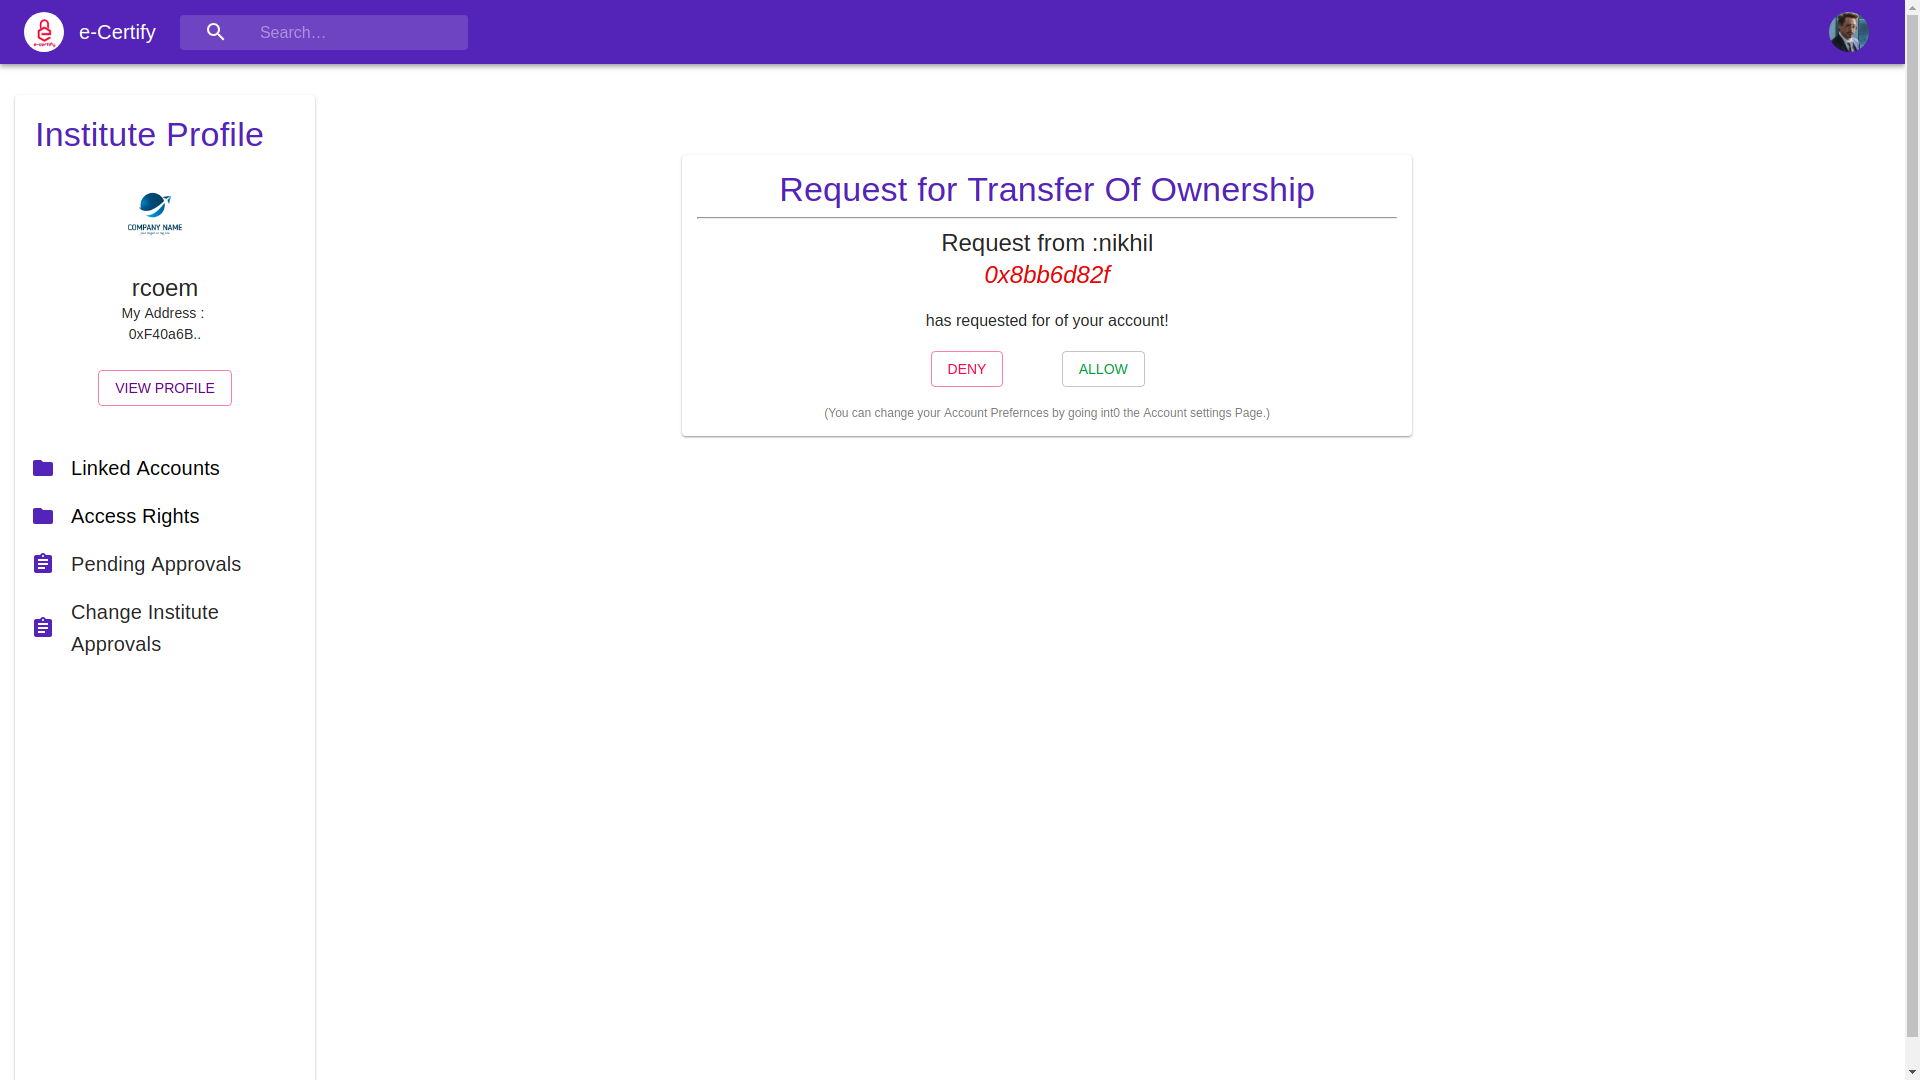 e-certify
e-Certify
Search…
Institute Profile
COMPANY NAME
rcoem
My Address :
0xF40a6B..
VIEW PROFILE
Linked Accounts
Access Rights
Pending Approvals
Change Institute
Approvals
Request for Transfer Of Ownership
Request from :nikhil
0x8bb6d82f
has requested for of your account!
DENY
ALLOW
(You can change your Account Prefernces by going int0 the Account settings Page.)